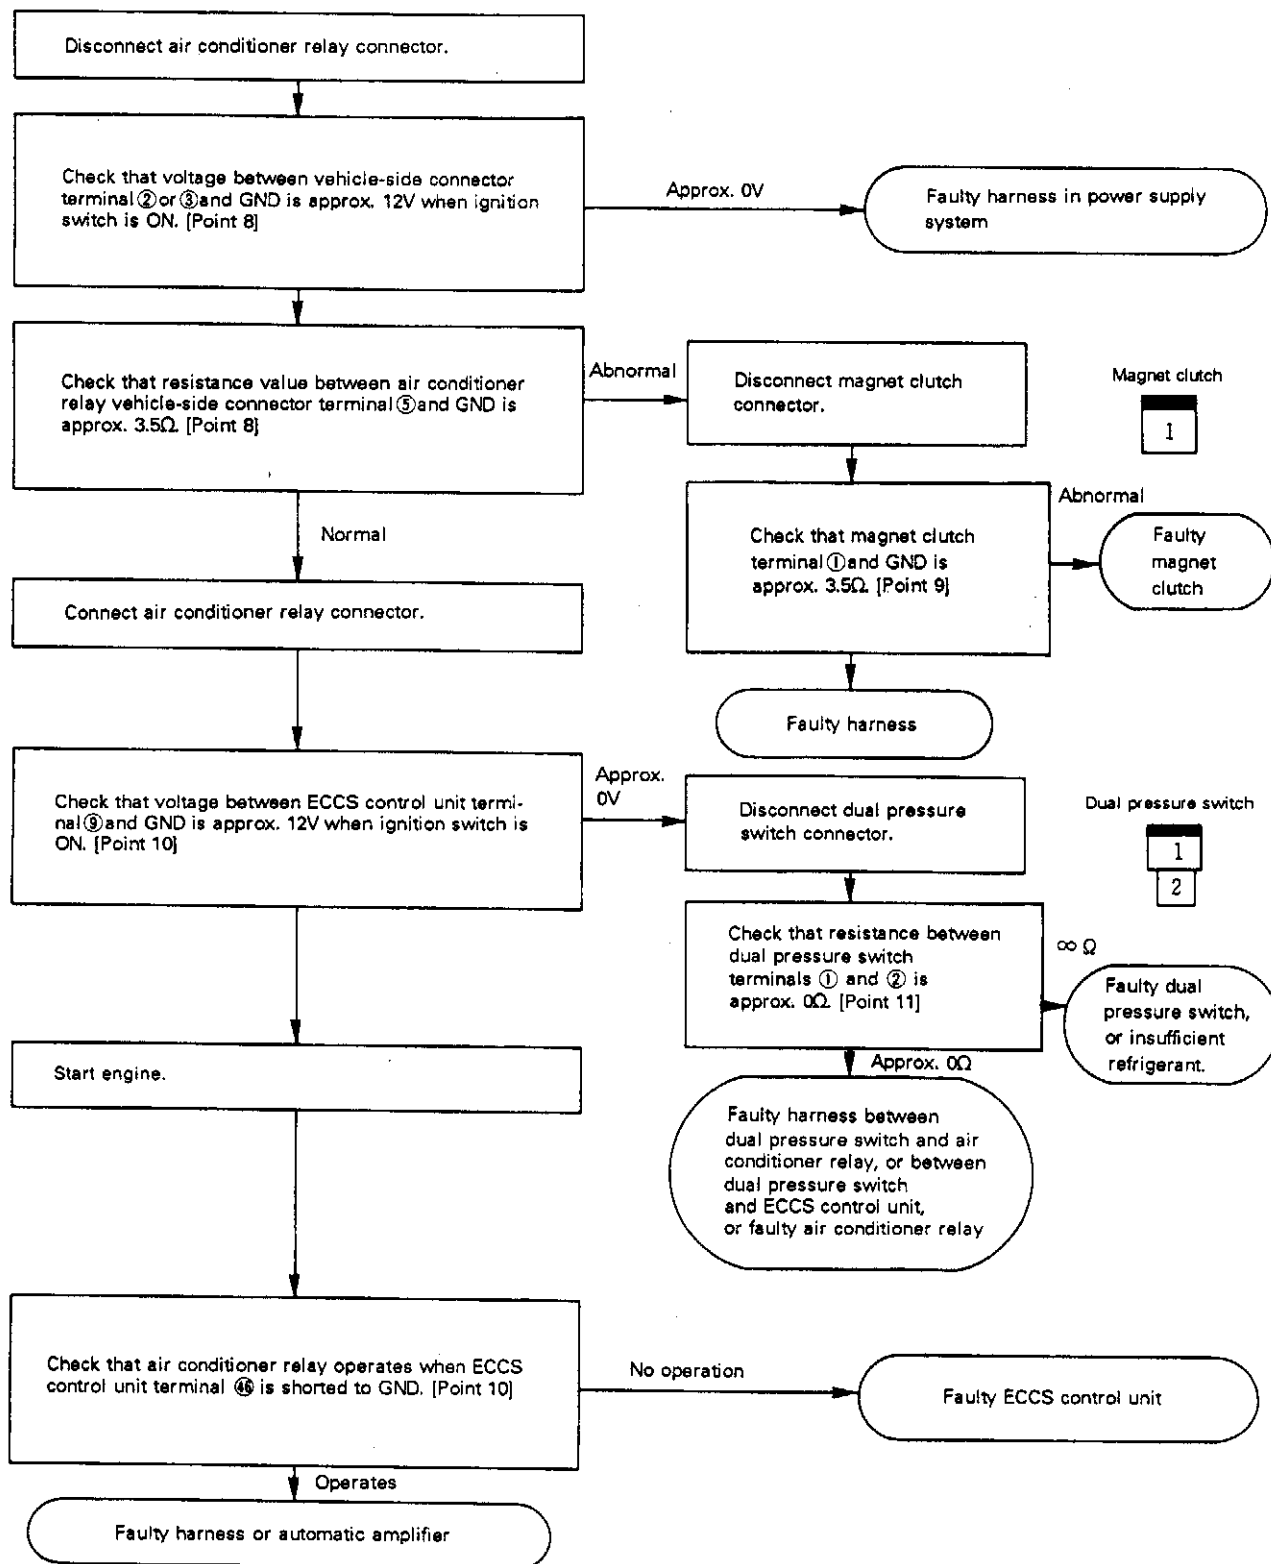 Disconnect air conditioner relay connector.
Check that voltage between vehicle-side connector
terminal ② or ③ and GND is approx. 12V when ignition
switch is ON. [Point 8]
Approx. 0V
Faulty harness in power supply
system
Check that resistance value between air conditioner
relay vehicle-side connector terminal ⑤ and GND is
approx. 3.5Ω. [Point 8]
Abnormal
Disconnect magnet clutch
connector.
Magnet clutch
1
Normal
Check that magnet clutch
terminal ① and GND is
approx. 3.5Ω. [Point 9]
Abnormal
Faulty
magnet
clutch
Connect air conditioner relay connector.
Faulty harness
Check that voltage between ECCS control unit termi-
nal ⑨ and GND is approx. 12V when ignition switch is
ON. [Point 10]
Approx.
0V
Disconnect dual pressure
switch connector.
Dual pressure switch
1
2
Check that resistance between
dual pressure switch
terminals ① and ② is
approx. 0Ω. [Point 11]
∞ Ω
Faulty dual
pressure switch,
or insufficient
refrigerant.
Start engine.
Approx. 0Ω
Faulty harness between
dual pressure switch and air
conditioner relay, or between
dual pressure switch
and ECCS control unit,
or faulty air conditioner relay
Check that air conditioner relay operates when ECCS
control unit terminal ㊻ is shorted to GND. [Point 10]
No operation
Faulty ECCS control unit
Operates
Faulty harness or automatic amplifier